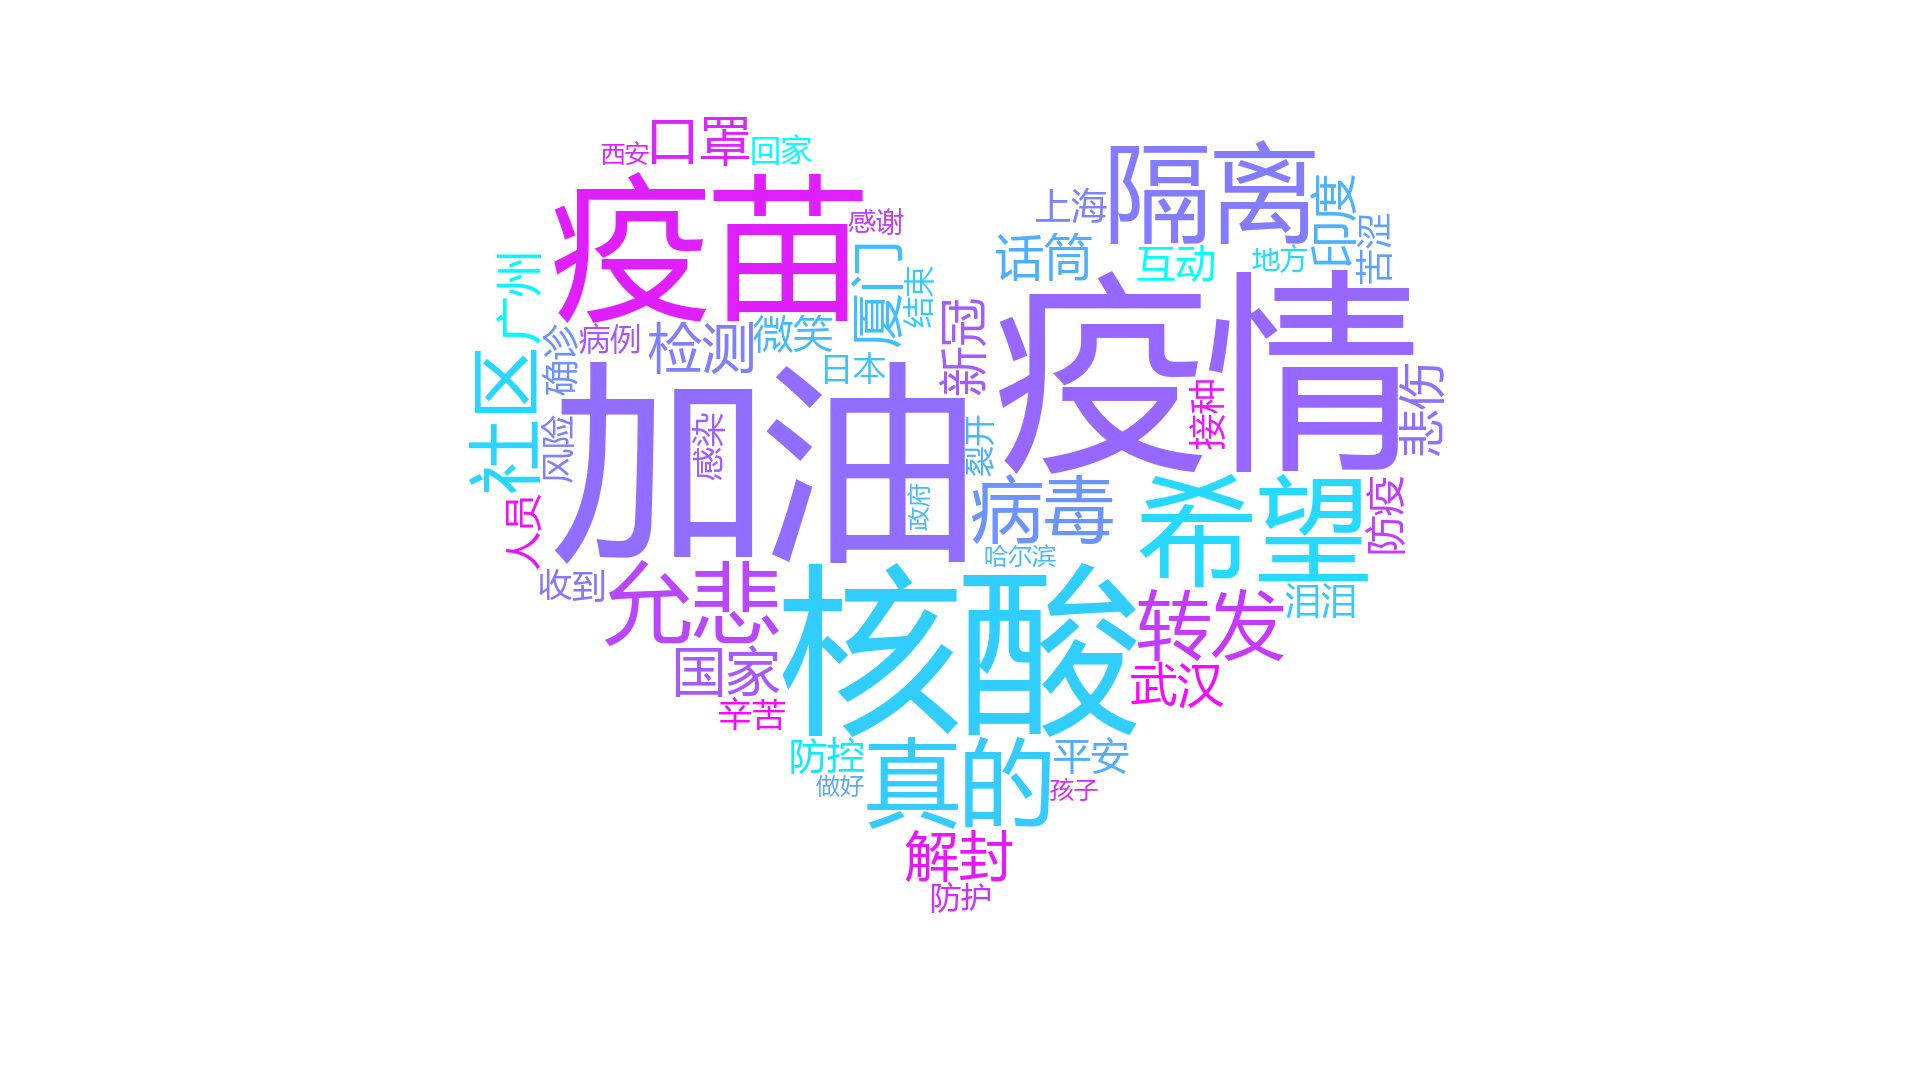 口罩
西安
回家
隔离
疫苗
上海
印度
感谢
苦涩
话筒
互动
地方
厦门
广州
结束
疫情
新冠
确诊
病例
检测
微笑
日本
社区
加油
悲伤
接种
感染
风险
裂开
病毒
希望
防疫
政府
人员
哈尔滨
收到
允悲
核酸
转发
泪泪
国家
武汉
辛苦
防控
真的
平安
做好
孩子
解封
防护